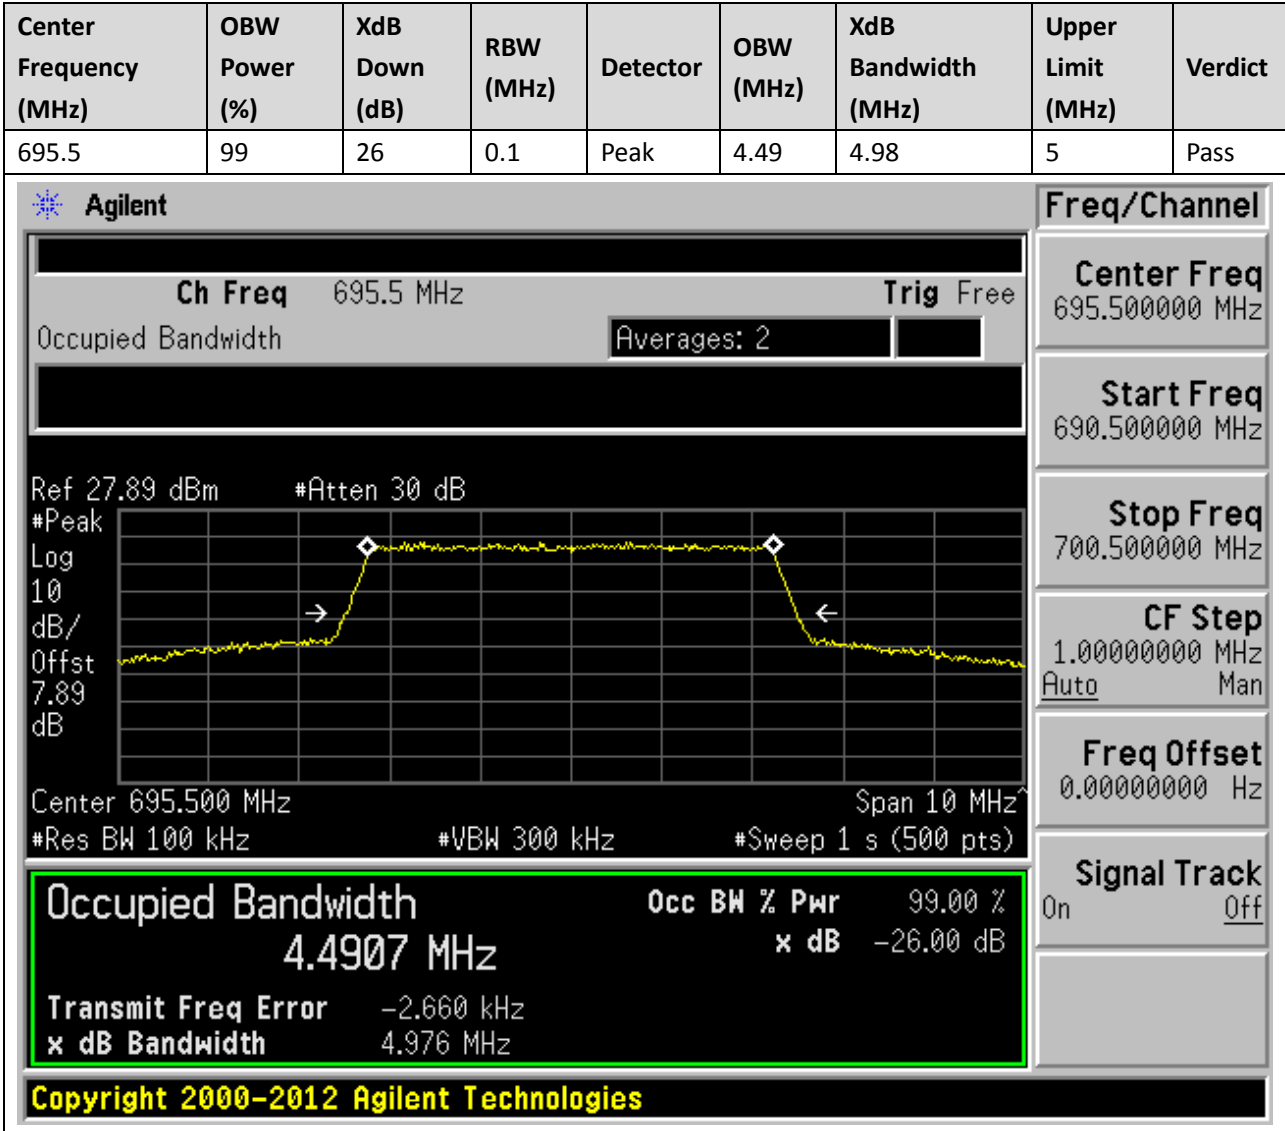 Center Frequency (MHz) OBW Power (%) XdB Down (dB) RBW (MHz) Detector OBW (MHz) XdB Bandwidth (MHz) Upper Limit (MHz) Verdict
695.5 99 26 0.1 Peak 4.49 4.98 5 Pass
Agilent
Freq/Channel
Ch Freq 695.5 MHz Trig Free
Occupied Bandwidth Averages: 2
Center Freq
695.500000 MHz
Start Freq
690.500000 MHz
Stop Freq
700.500000 MHz
CF Step
1.00000000 MHz
Auto Man
Freq Offset
0.00000000 Hz
Signal Track
On Off
Ref 27.89 dBm #Atten 30 dB
#Peak
Log
10
dB/
Offst
7.89
dB
Center 695.500 MHz Span 10 MHz^
#Res BW 100 kHz #VBW 300 kHz #Sweep 1 s (500 pts)
Occupied Bandwidth
4.4907 MHz
Occ BW % Pwr 99.00 %
x dB -26.00 dB
Transmit Freq Error -2.660 kHz
x dB Bandwidth 4.976 MHz
Copyright 2000-2012 Agilent Technologies